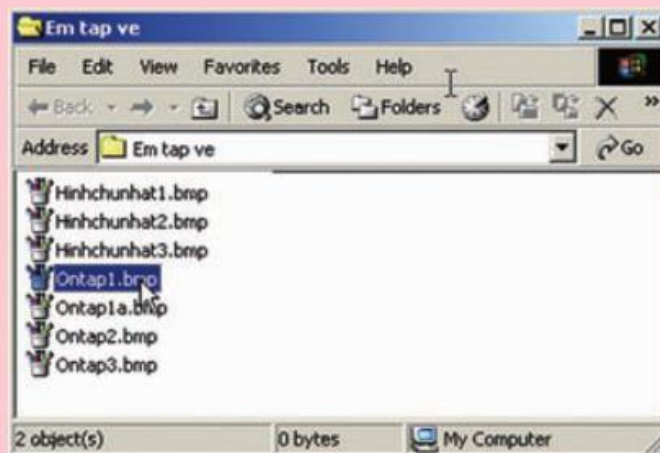 Em tap ve
File Edit View Favorites Tools Help
Back Search Folders »
Address Em tap ve Go
Hinhchunhat1.bmp
Hinhchunhat2.bmp
Hinhchunhat3.bmp
Ontap1.bmp
Ontap1a.bmp
Ontap2.bmp
Ontap3.bmp
2 object(s) 0 bytes My Computer